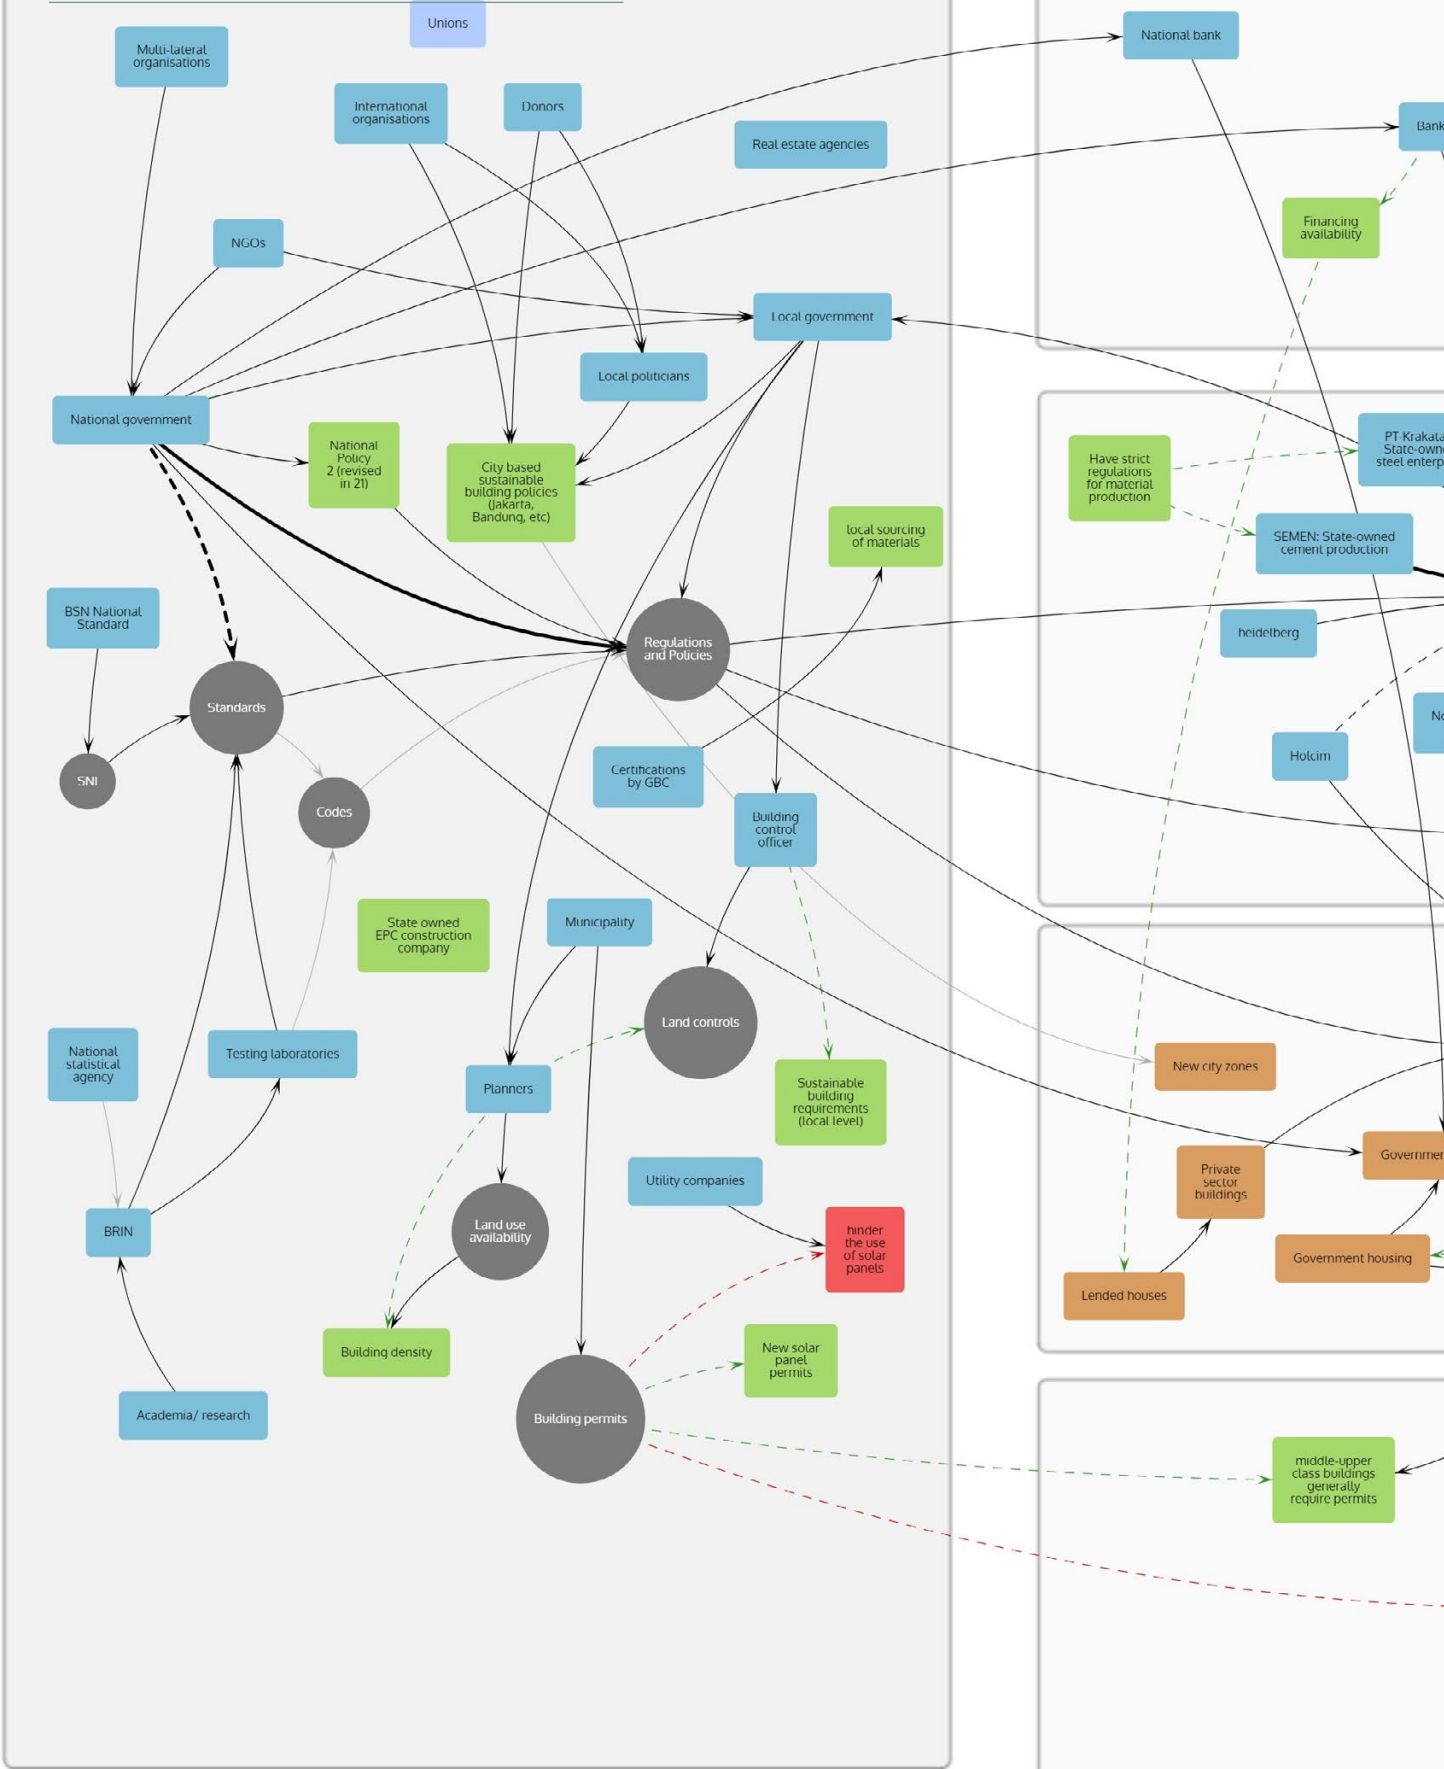 Unions
National bank
Multi-lateral
organisations
International
organisations
Donors
Real estate agencies
Bank
Financing
availability
NGOs
Local government
Local politicians
National government
National
Policy
2 (revised
in 21)
City based
sustainable
building policies
(Jakarta,
Bandung, etc)
Have strict
regulations
for material
production
State-own
local sourcing
of materials
SEMEN: State-owned
cement production
BSN National
Standard
heidelberg
Regulations
and Policies
Standards
SNI
Codes
Certifications
by GBC
Holcim
Building
control
officer
State owned
EPC construction
company
Municipality
Land controls
National
statistical
agency
Testing laboratories
Planners
Sustainable
building
requirements
(local level)
New city zones
Utility companies
Private
sector
buildings
Governmen
BRIN
Land use
availability
hinder
the use
of solar
panels
Government housing
Lended houses
Building density
New solar
panel
permits
Academia/ research
Building permits
middle-upper
class buildings
generally
require permits